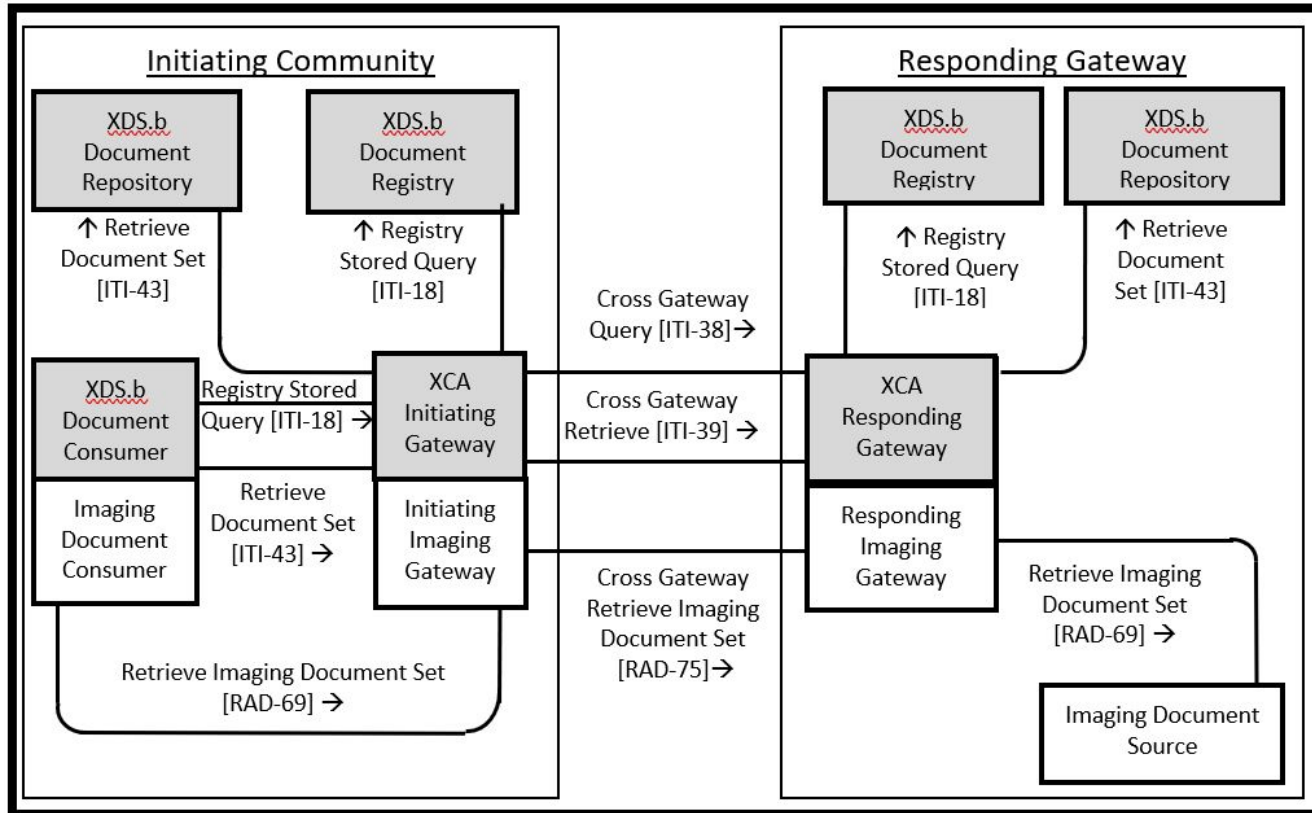 Initiating Community
XDS.b
Document
Repository
XDS.b
Document
Registry
↑ Retrieve
Document Set
[ITI-43]
↑ Registry
Stored Query
[ITI-18]
XDS.b
Document
Consumer
Registry Stored
Query [ITI-18] →
XCA
Initiating
Gateway
Imaging
Document
Consumer
Retrieve
Document Set
[ITI-43] →
Initiating
Imaging
Gateway
Retrieve Imaging Document Set
[RAD-69] →
Cross Gateway
Query [ITI-38]→
Cross Gateway
Retrieve [ITI-39] →
Cross Gateway
Retrieve Imaging
Document Set
[RAD-75]→
Responding Gateway
XDS.b
Document
Registry
XDS.b
Document
Repository
↑ Registry
Stored Query
[ITI-18]
↑ Retrieve
Document
Set [ITI-43]
XCA
Responding
Gateway
Responding
Imaging
Gateway
Retrieve Imaging
Document Set
[RAD-69] →
Imaging Document
Source